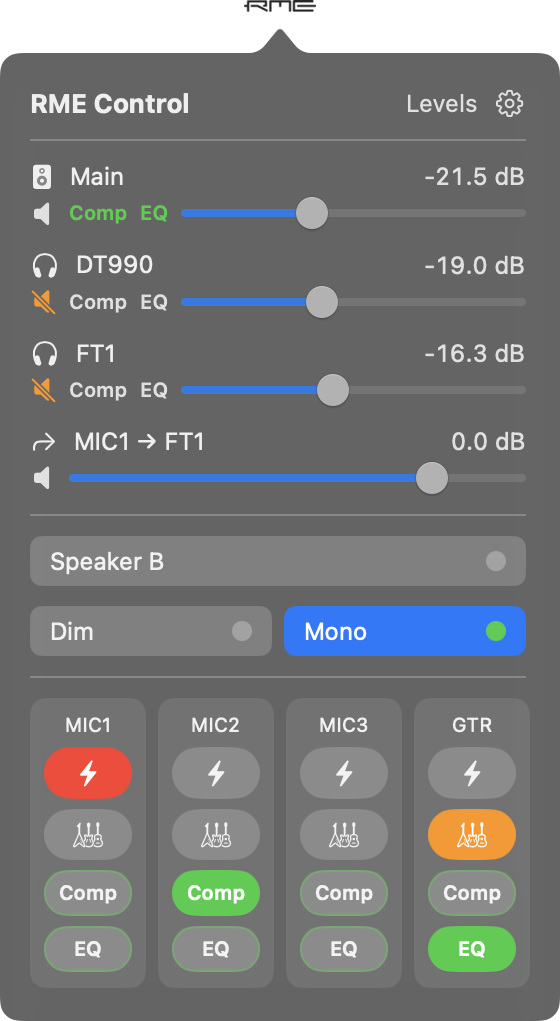 RME
RME Control Levels
Main -21.5 dB
Comp EQ
DT990 -19.0 dB
Comp EQ
FT1 -16.3 dB
Comp EQ
MIC1 → FT1 0.0 dB
Speaker B
Dim Mono
MIC1 MIC2 MIC3 GTR
Comp Comp Comp Comp
EQ EQ EQ EQ